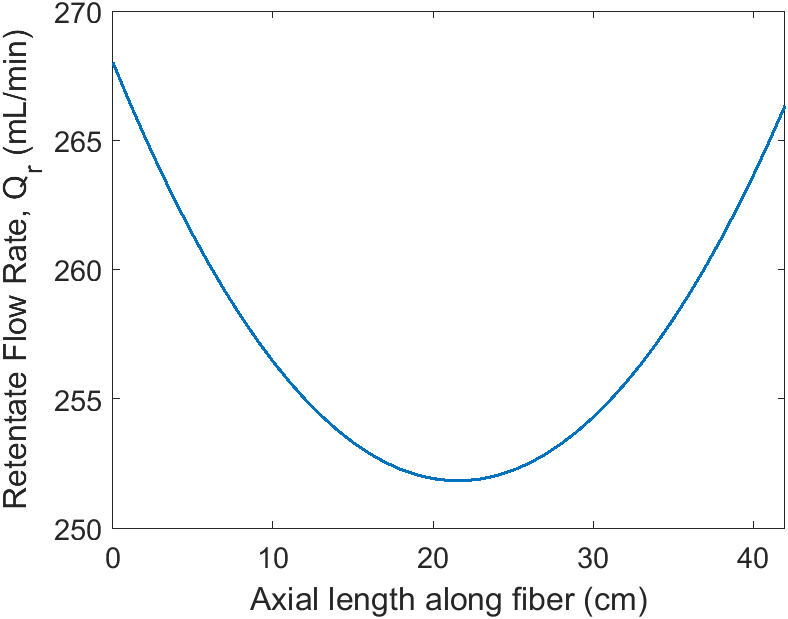 Retentate Flow Rate, Qr (mL/min)
270
265
260
255
250
0 10 20 30 40
Axial length along fiber (cm)